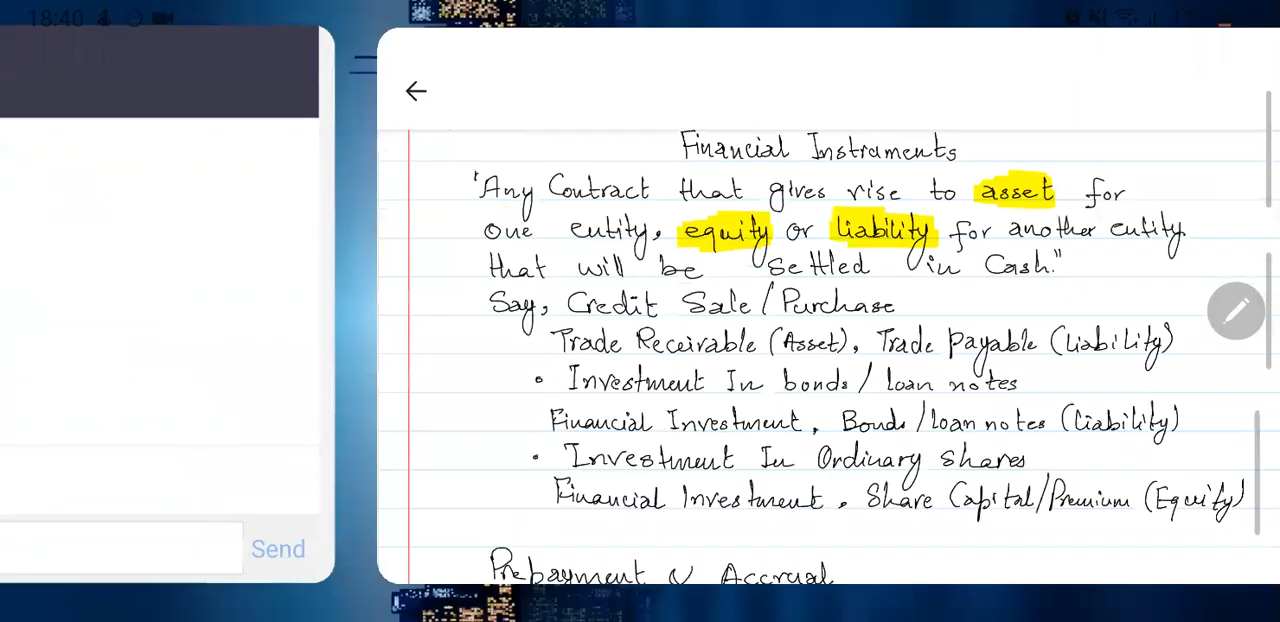 18:40
Financial Instruments
'Any Contract that gives rise to asset for
one entity, equity or liability for another entity
that will be settled in Cash."
Say, Credit Sale/Purchase
Trade Receivable (Asset), Trade payable (Liability)
• Investment In bonds/loan notes
Financial Investment, Bonds/loan notes (Liability)
• Investment In Ordinary shares
Financial Investment, Share Capital/Premium (Equity)
Send
Prepayment Accrual